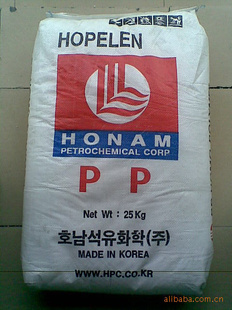 HOPELEN
HONAM
PETROCHEMICAL CORP
P P
Net Wt : 25Kg
호남석유화학(주)
MADE IN KOREA
WWW.HPC.CO.KR
alibaba.com.cn